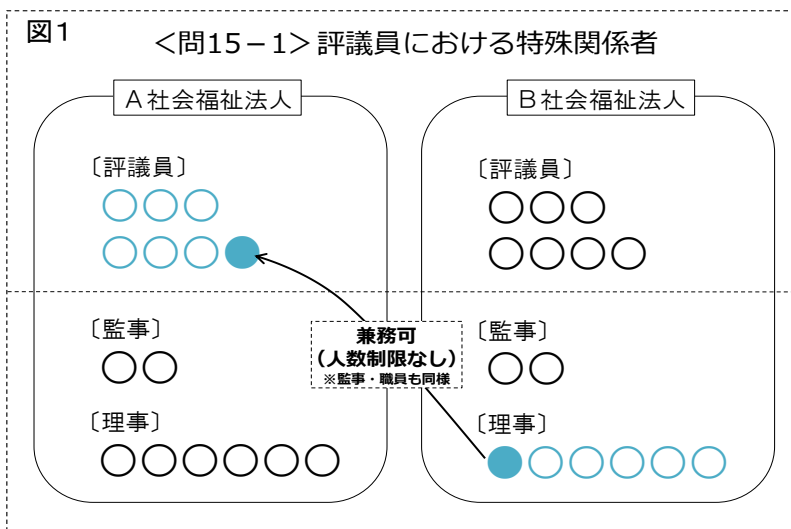 図1
<問15-1>評議員における特殊関係者
A社会福祉法人
B社会福祉法人
〔評議員〕
〔評議員〕
〔監事〕
兼務可
(人数制限なし)
※監事・職員も同様
〔監事〕
〔理事〕
〔理事〕